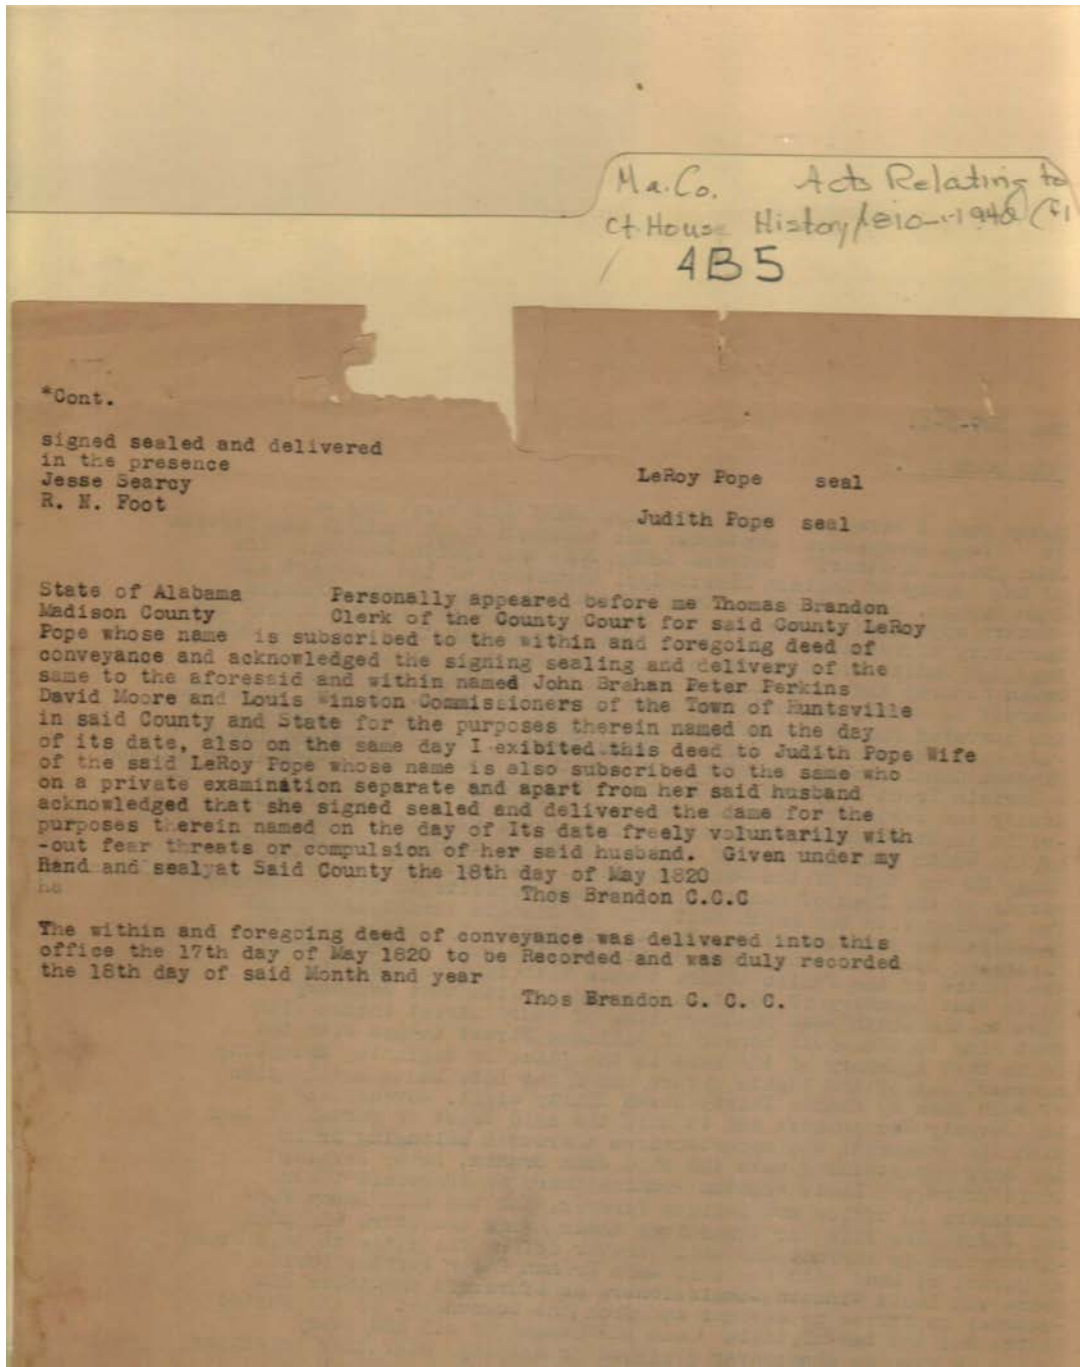 Ma. Co. Acts Relating to
Ct. House History 1810--1940
4B5
*Cont.
signed sealed and delivered
in the presence
Jesse Searcy
R. N. Foot
LeRoy Pope seal
Judith Pope seal
State of Alabama Personally appeared before me Thomas Brandon
Madison County Clerk of the County Court for said County LeRoy
Pope whose name is subscribed to the within and foregoing deed of
conveyance and acknowledged the signing sealing and delivery of the
same to the aforesaid and within named John Brahan Peter Perkins
David Moore and Louis Winston Commissioners of the Town of Huntsville
in said County and State for the purposes therein named on the day
of its date, also on the same day I exibited this deed to Judith Pope Wife
of the said LeRoy Pope whose name is also subscribed to the same who
on a private examination separate and apart from her said husband
acknowledged that she signed sealed and delivered the dame for the
purposes therein named on the day of Its date freely voluntarily with
-out fear threats or compulsion of her said husband. Given under my
Hand and seal at Said County the 18th day of May 1820
Thos Brandon C.C.C
The within and foregoing deed of conveyance was delivered into this
office the 17th day of May 1820 to be Recorded and was duly recorded
the 18th day of said Month and year
Thos Brandon C. C. C.